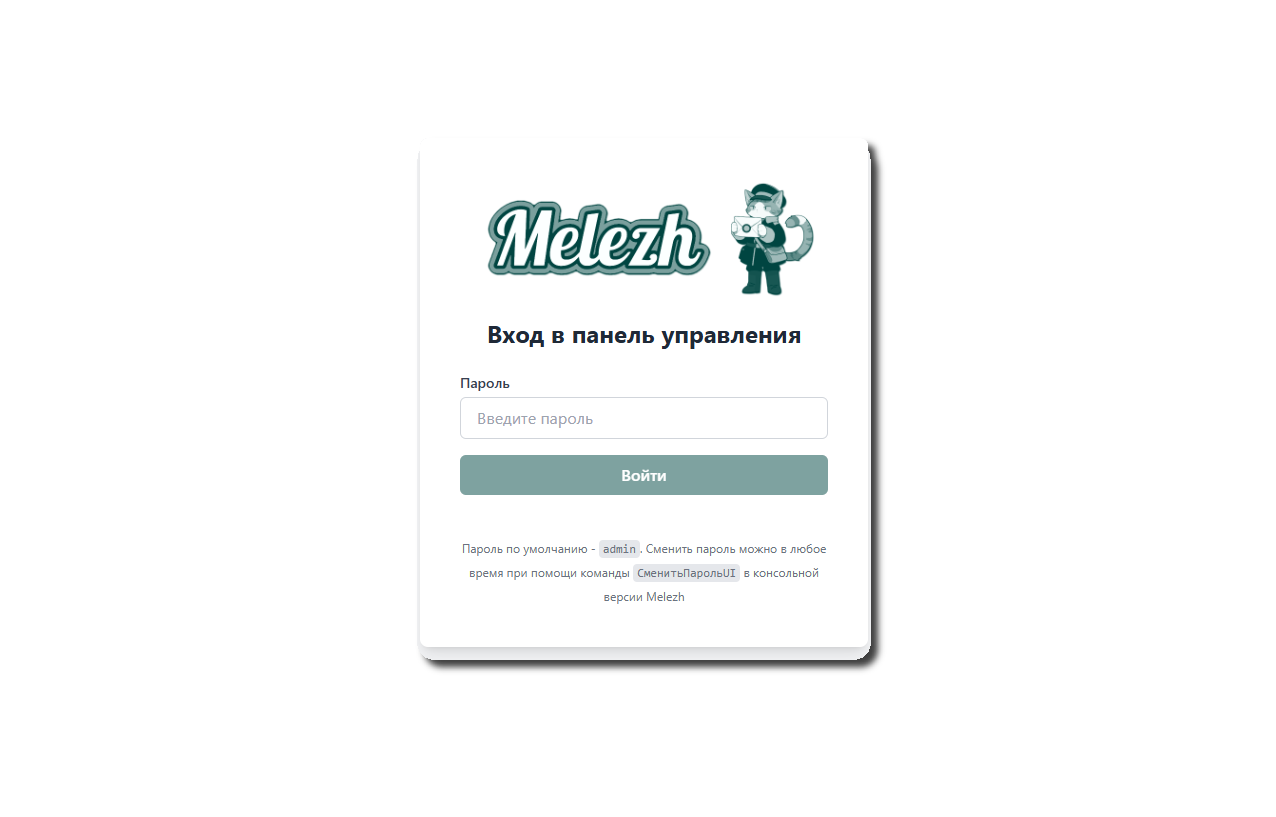 Melezh
Вход в панель управления
Пароль
Введите пароль
Войти
Пароль по умолчанию - admin. Сменить пароль можно в любое
время при помощи команды СменитьПарольUI в консольной
версии Melezh